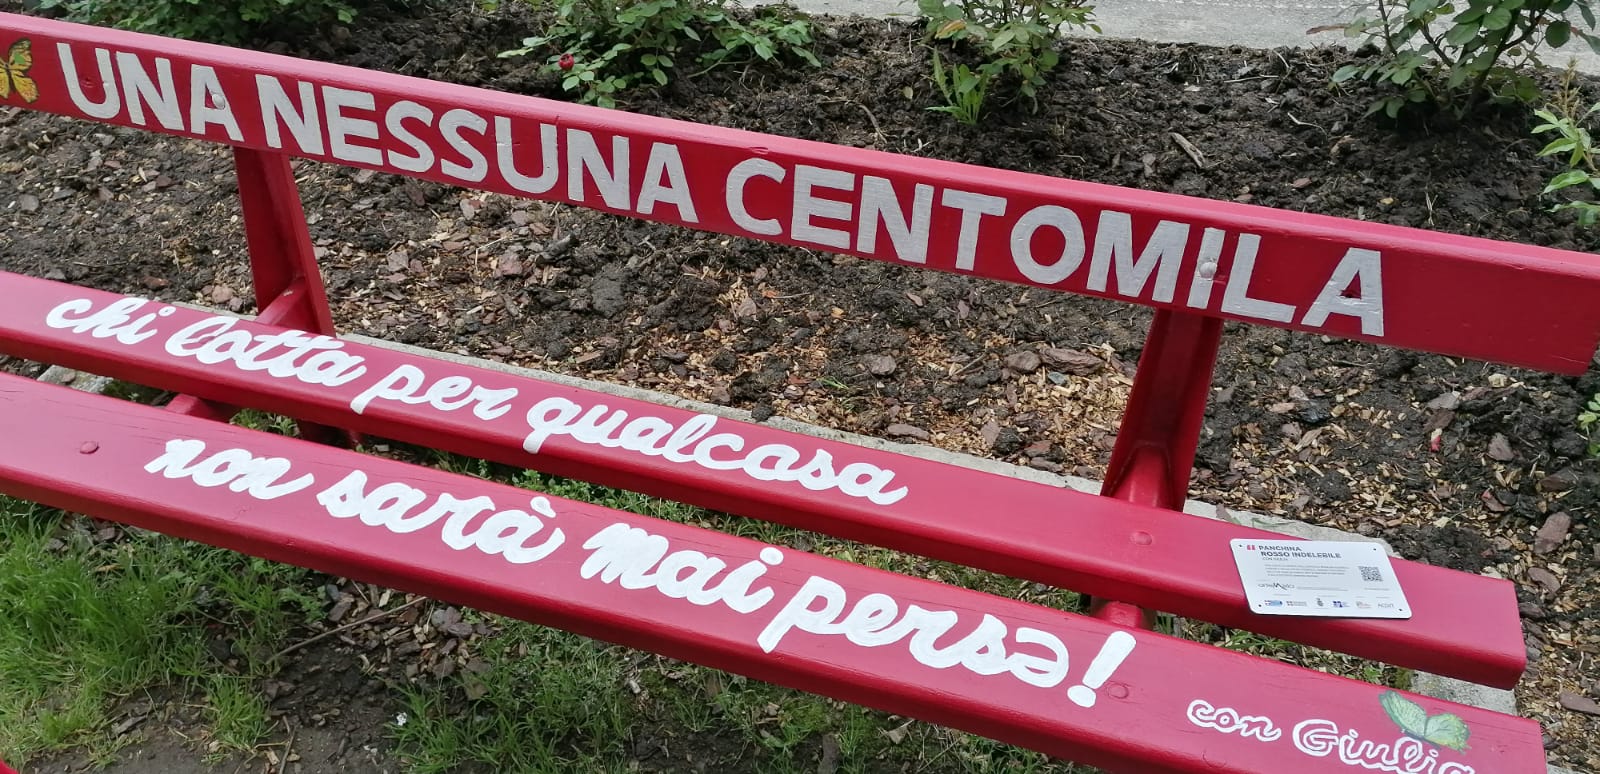 UNA NESSUNA CENTOMILA
chi lotta per qualcosa
non sarà mai persə!
con Giulia
PANCHINA
ROSSO INDELEBILE